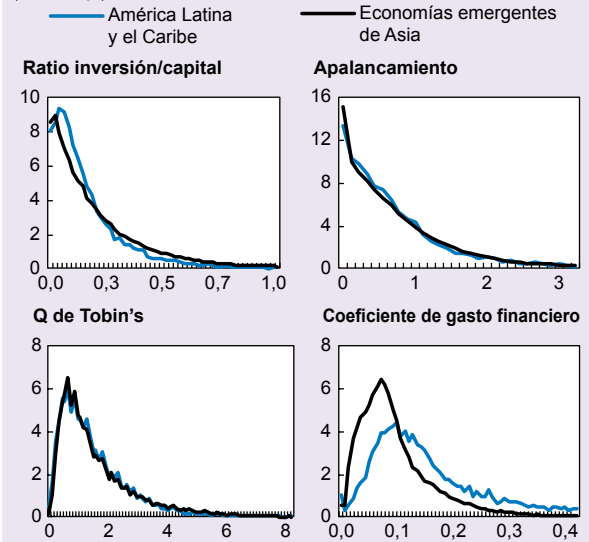 América Latina
y el Caribe
Economías emergentes
de Asia
Ratio inversión/capital
10
8
6
4
2
0
0,0 0,3 0,5 0,7 1,0
Apalancamiento
16
12
8
4
0
0 1 2 3
Q de Tobin's
8
6
4
2
0
0 2 4 6 8
Coeficiente de gasto financiero
8
6
4
2
0
0,0 0,1 0,2 0,3 0,4